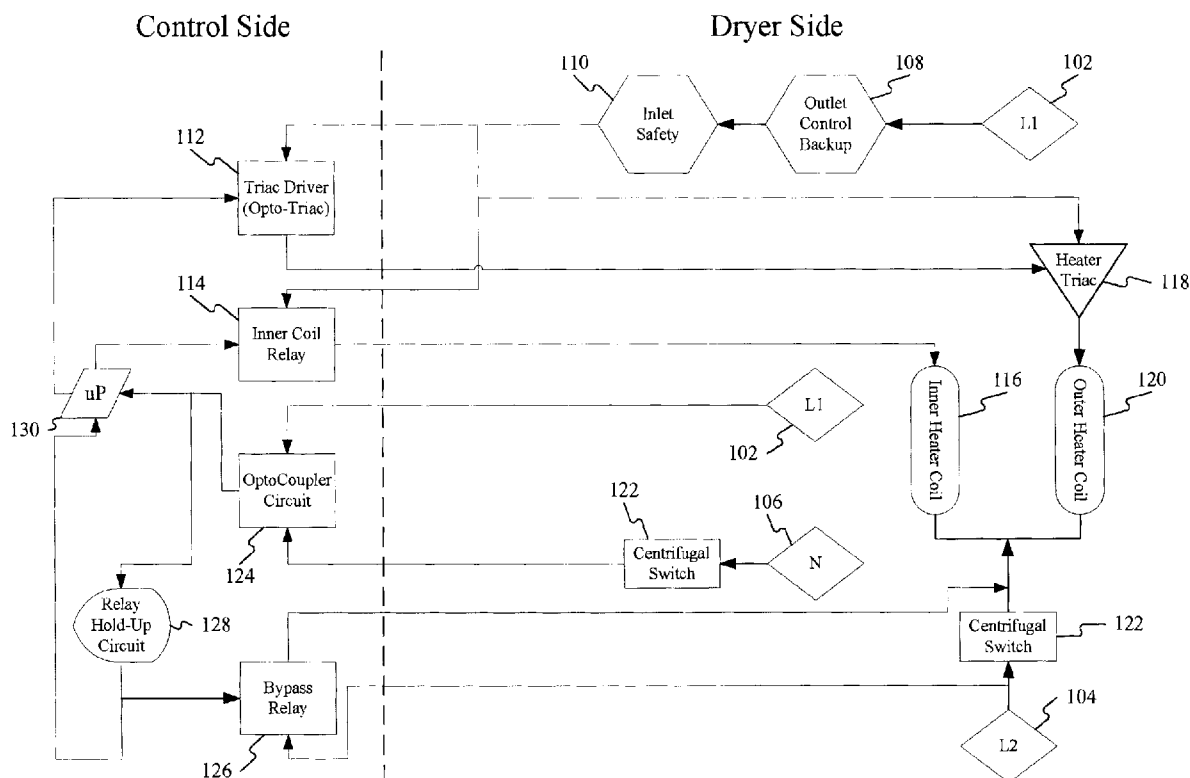 Control Side
Dryer Side
110
108
102
Inlet
Safety
Outlet
Control
Backup
L1
112
Triac Driver
(Opto-Triac)
Heater
Triac
118
114
Inner Coil
Relay
uP
130
L1
102
Inner Heater Coil
116
Outer Heater Coil
120
OptoCoupler
Circuit
124
122
Centrifugal
Switch
106
N
Relay
Hold-Up
Circuit
128
Centrifugal
Switch
122
Bypass
Relay
126
104
L2